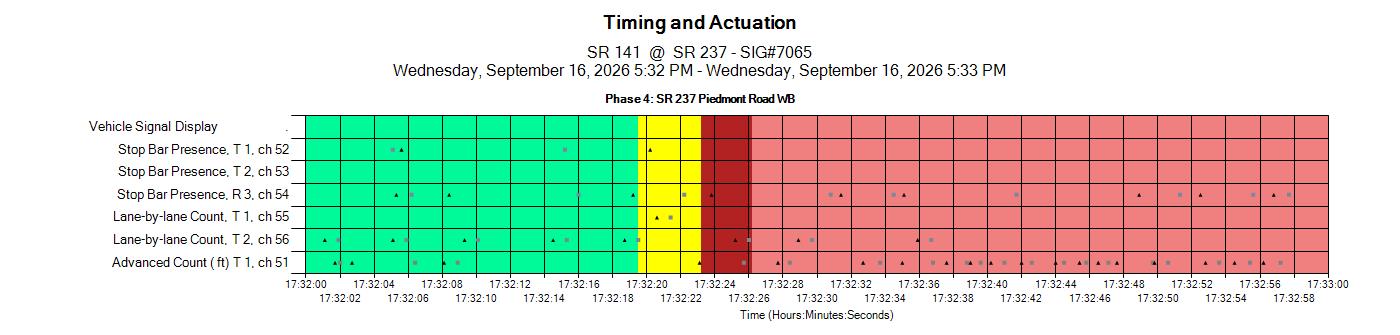 Timing and Actuation
SR 141 @ SR 237 - SIG#7065
Wednesday, September 16, 2026 5:32 PM - Wednesday, September 16, 2026 5:33 PM
Phase 4: SR 237 Piedmont Road WB
Vehicle Signal Display .
Stop Bar Presence, T 1, ch 52
Stop Bar Presence, T 2, ch 53
Stop Bar Presence, R 3, ch 54
Lane-by-lane Count, T 1, ch 55
Lane-by-lane Count, T 2, ch 56
Advanced Count ( ft) T 1, ch 51
17:32:00 17:32:04 17:32:08 17:32:12 17:32:16 17:32:20 17:32:24 17:32:28 17:32:32 17:32:36 17:32:40 17:32:44 17:32:48 17:32:52 17:32:56 17:33:00
17:32:02 17:32:06 17:32:10 17:32:14 17:32:18 17:32:22 17:32:26 17:32:30 17:32:34 17:32:38 17:32:42 17:32:46 17:32:50 17:32:54 17:32:58
Time (Hours:Minutes:Seconds)